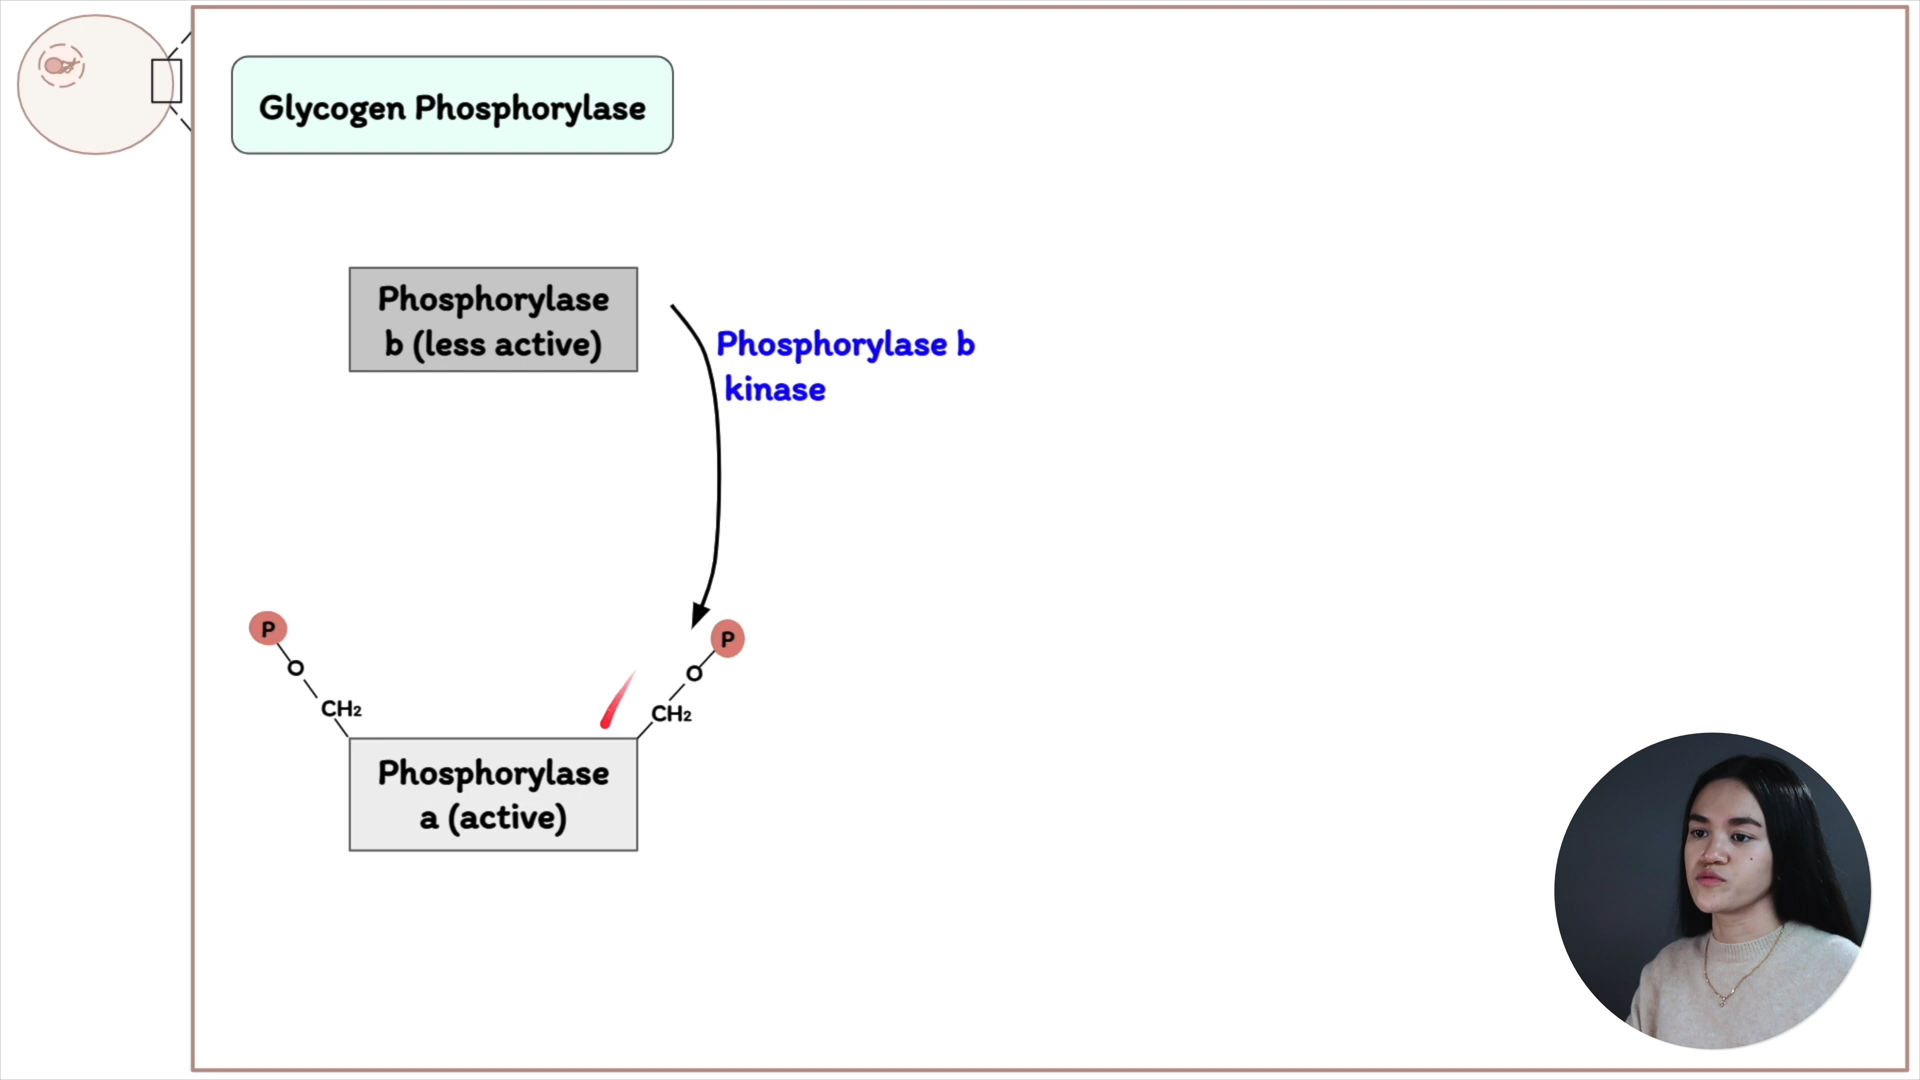 Glycogen Phosphorylase
Phosphorylase
b (less active)
Phosphorylase b
kinase
P
P
O
O
CH₂
CH₂
Phosphorylase
a (active)